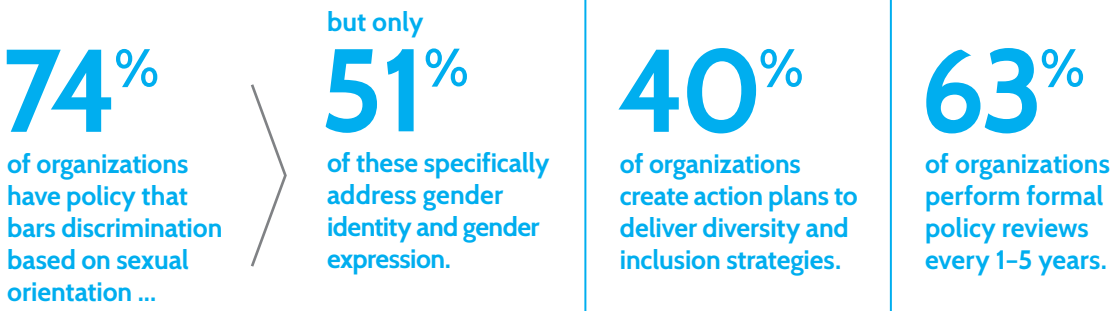 74%
of organizations
have policy that
bars discrimination
based on sexual
orientation ...
but only
51%
of these specifically
address gender
identity and gender
expression.
40%
of organizations
create action plans to
deliver diversity and
inclusion strategies.
63%
of organizations
perform formal
policy reviews
every 1–5 years.